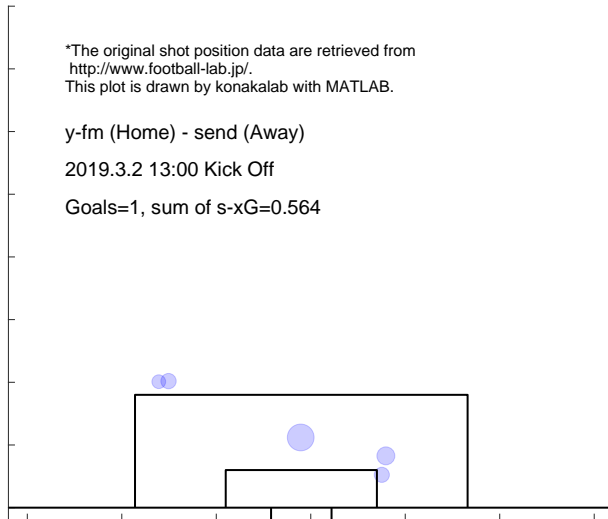 *The original shot position data are retrieved from
http://www.football-lab.jp/.
This plot is drawn by konakalab with MATLAB.
y-fm (Home) - send (Away)
2019.3.2 13:00 Kick Off
Goals=1, sum of s-xG=0.564